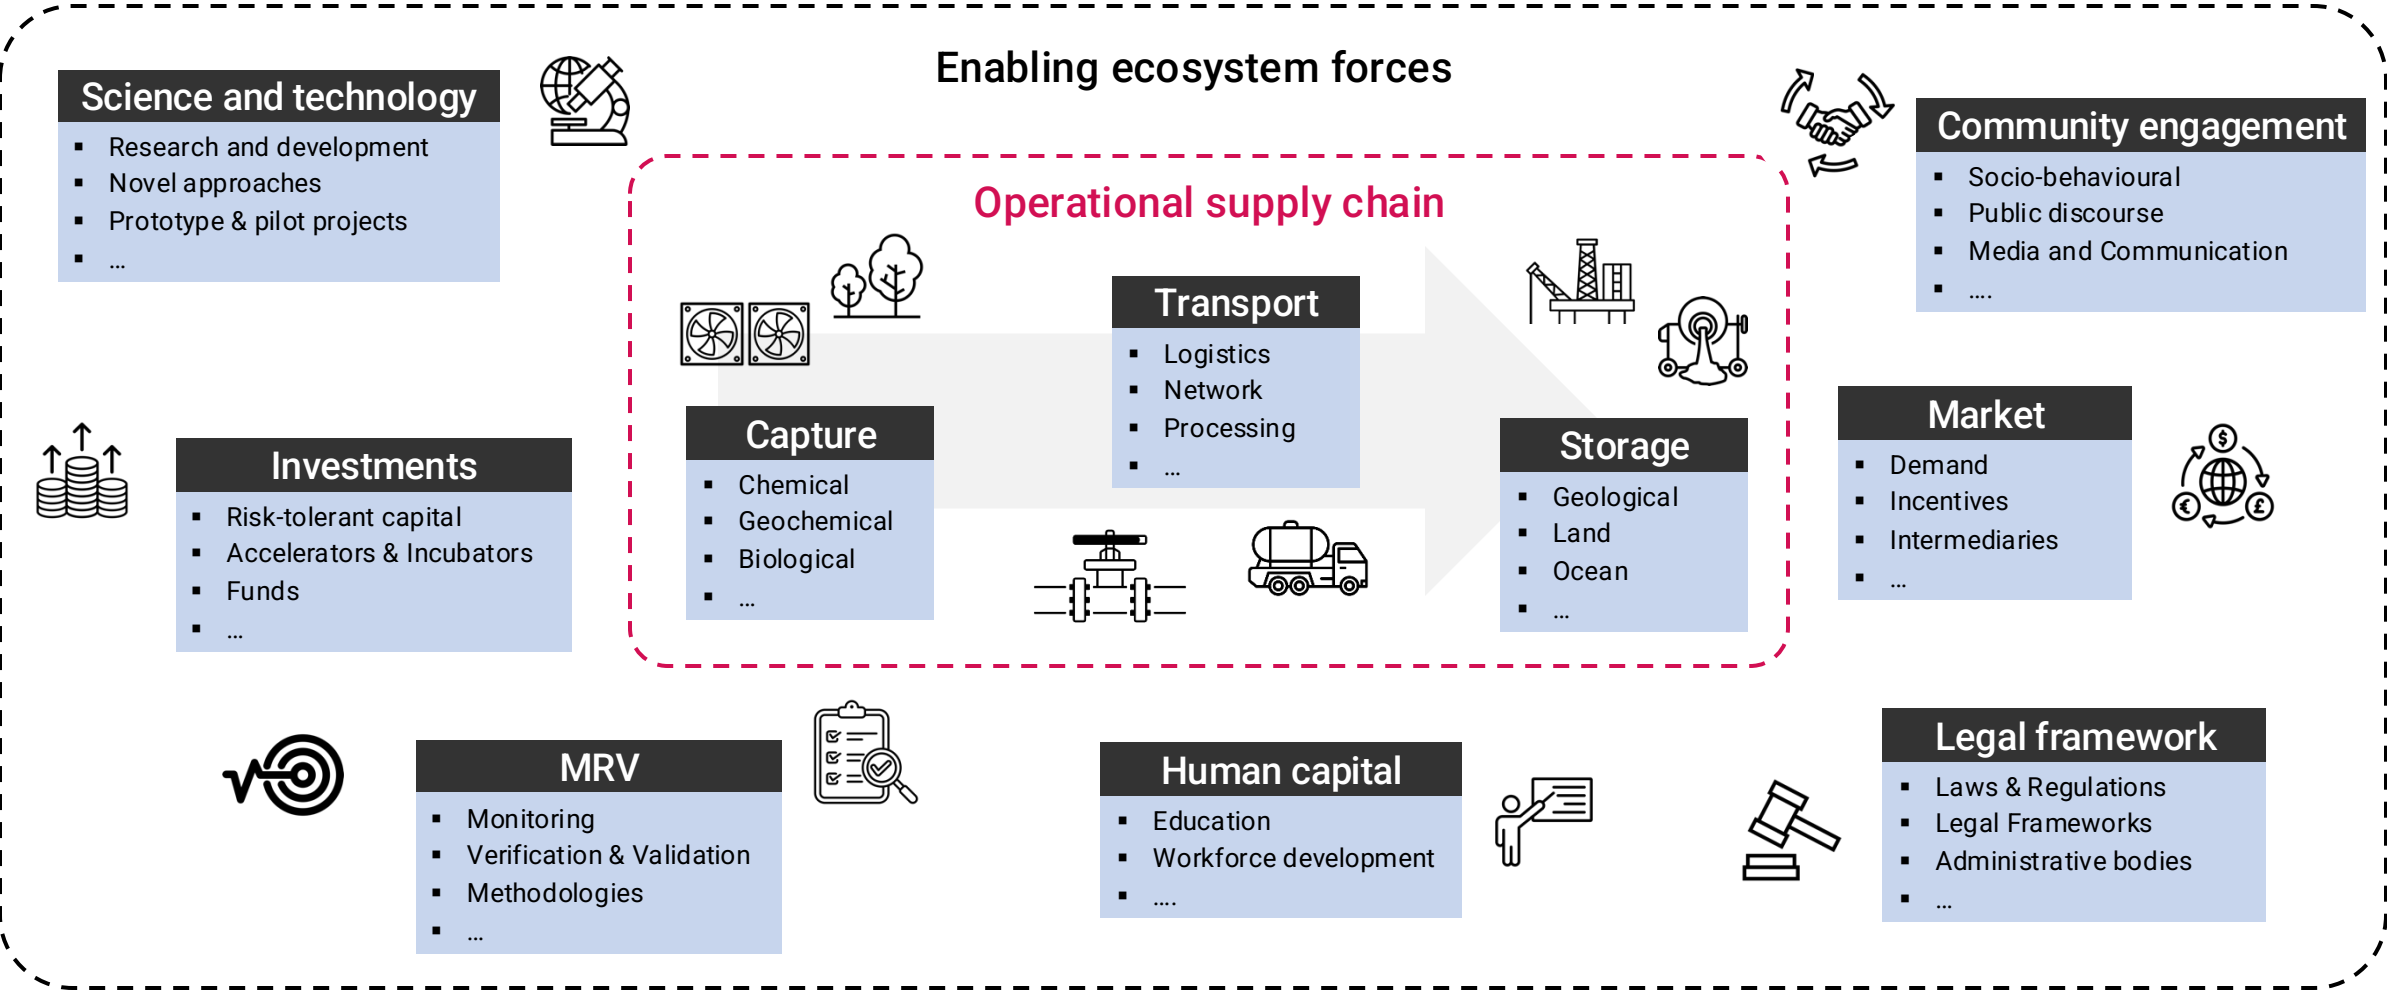 Enabling ecosystem forces
Science and technology
▪ Research and development
▪ Novel approaches
▪ Prototype & pilot projects
▪ ...
Community engagement
▪ Socio-behavioural
▪ Public discourse
▪ Media and Communication
▪ ....
Operational supply chain
Capture
▪ Chemical
▪ Geochemical
▪ Biological
▪ ...
Transport
▪ Logistics
▪ Network
▪ Processing
▪ ...
Storage
▪ Geological
▪ Land
▪ Ocean
▪ ...
Investments
▪ Risk-tolerant capital
▪ Accelerators & Incubators
▪ Funds
▪ ...
Market
▪ Demand
▪ Incentives
▪ Intermediaries
▪ ...
$
€
£
MRV
▪ Monitoring
▪ Verification & Validation
▪ Methodologies
▪ ...
Human capital
▪ Education
▪ Workforce development
▪ ....
Legal framework
▪ Laws & Regulations
▪ Legal Frameworks
▪ Administrative bodies
▪ ...